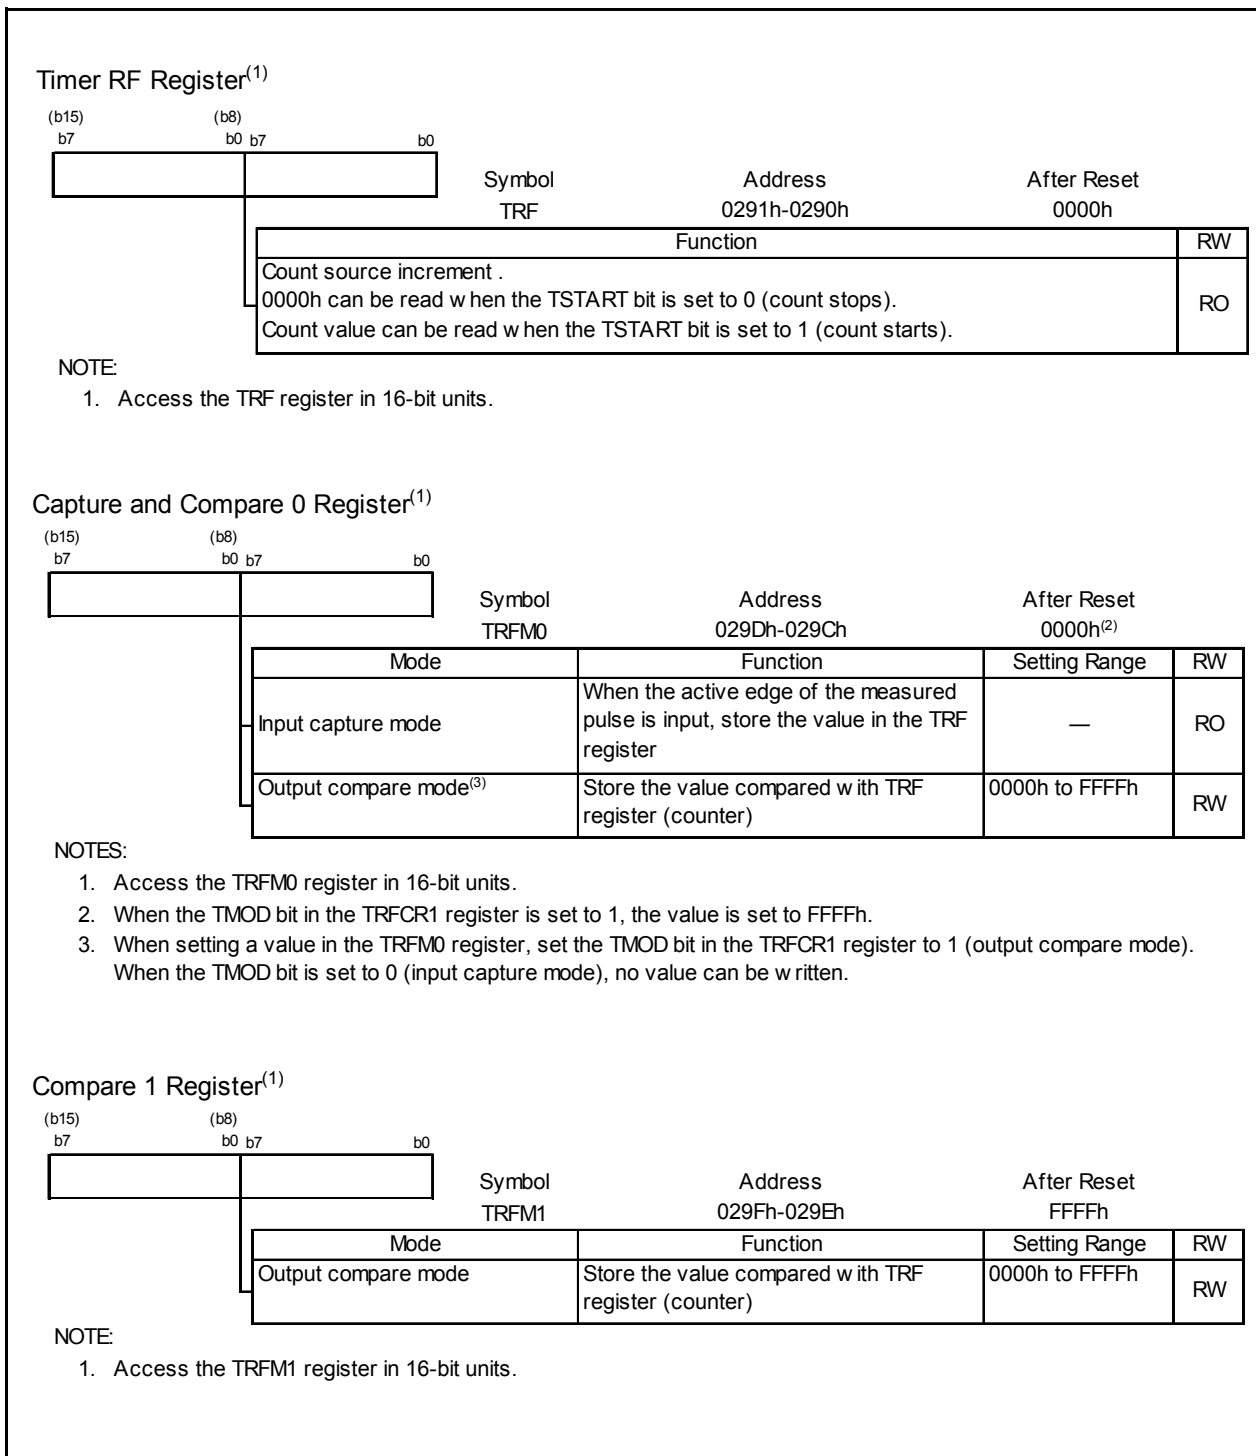 Timer RF Register(1)
(b15) (b8)
b7 b0 b7 b0
Symbol Address After Reset
TRF 0291h-0290h 0000h
Function RW
Count source increment .
0000h can be read w hen the TSTART bit is set to 0 (count stops).
Count value can be read w hen the TSTART bit is set to 1 (count starts).
RO
NOTE:
1. Access the TRF register in 16-bit units.
Capture and Compare 0 Register(1)
(b15) (b8)
b7 b0 b7 b0
Symbol Address After Reset
TRFM0 029Dh-029Ch 0000h(2)
Mode Function Setting Range RW
Input capture mode
When the active edge of the measured
pulse is input, store the value in the TRF
register
— RO
Output compare mode(3)
Store the value compared w ith TRF
register (counter)
0000h to FFFFh RW
NOTES:
1. Access the TRFM0 register in 16-bit units.
2. When the TMOD bit in the TRFCR1 register is set to 1, the value is set to FFFFh.
3. When setting a value in the TRFM0 register, set the TMOD bit in the TRFCR1 register to 1 (output compare mode).
When the TMOD bit is set to 0 (input capture mode), no value can be w ritten.
Compare 1 Register(1)
(b15) (b8)
b7 b0 b7 b0
Symbol Address After Reset
TRFM1 029Fh-029Eh FFFFh
Mode Function Setting Range RW
Output compare mode
Store the value compared w ith TRF
register (counter)
0000h to FFFFh RW
NOTE:
1. Access the TRFM1 register in 16-bit units.